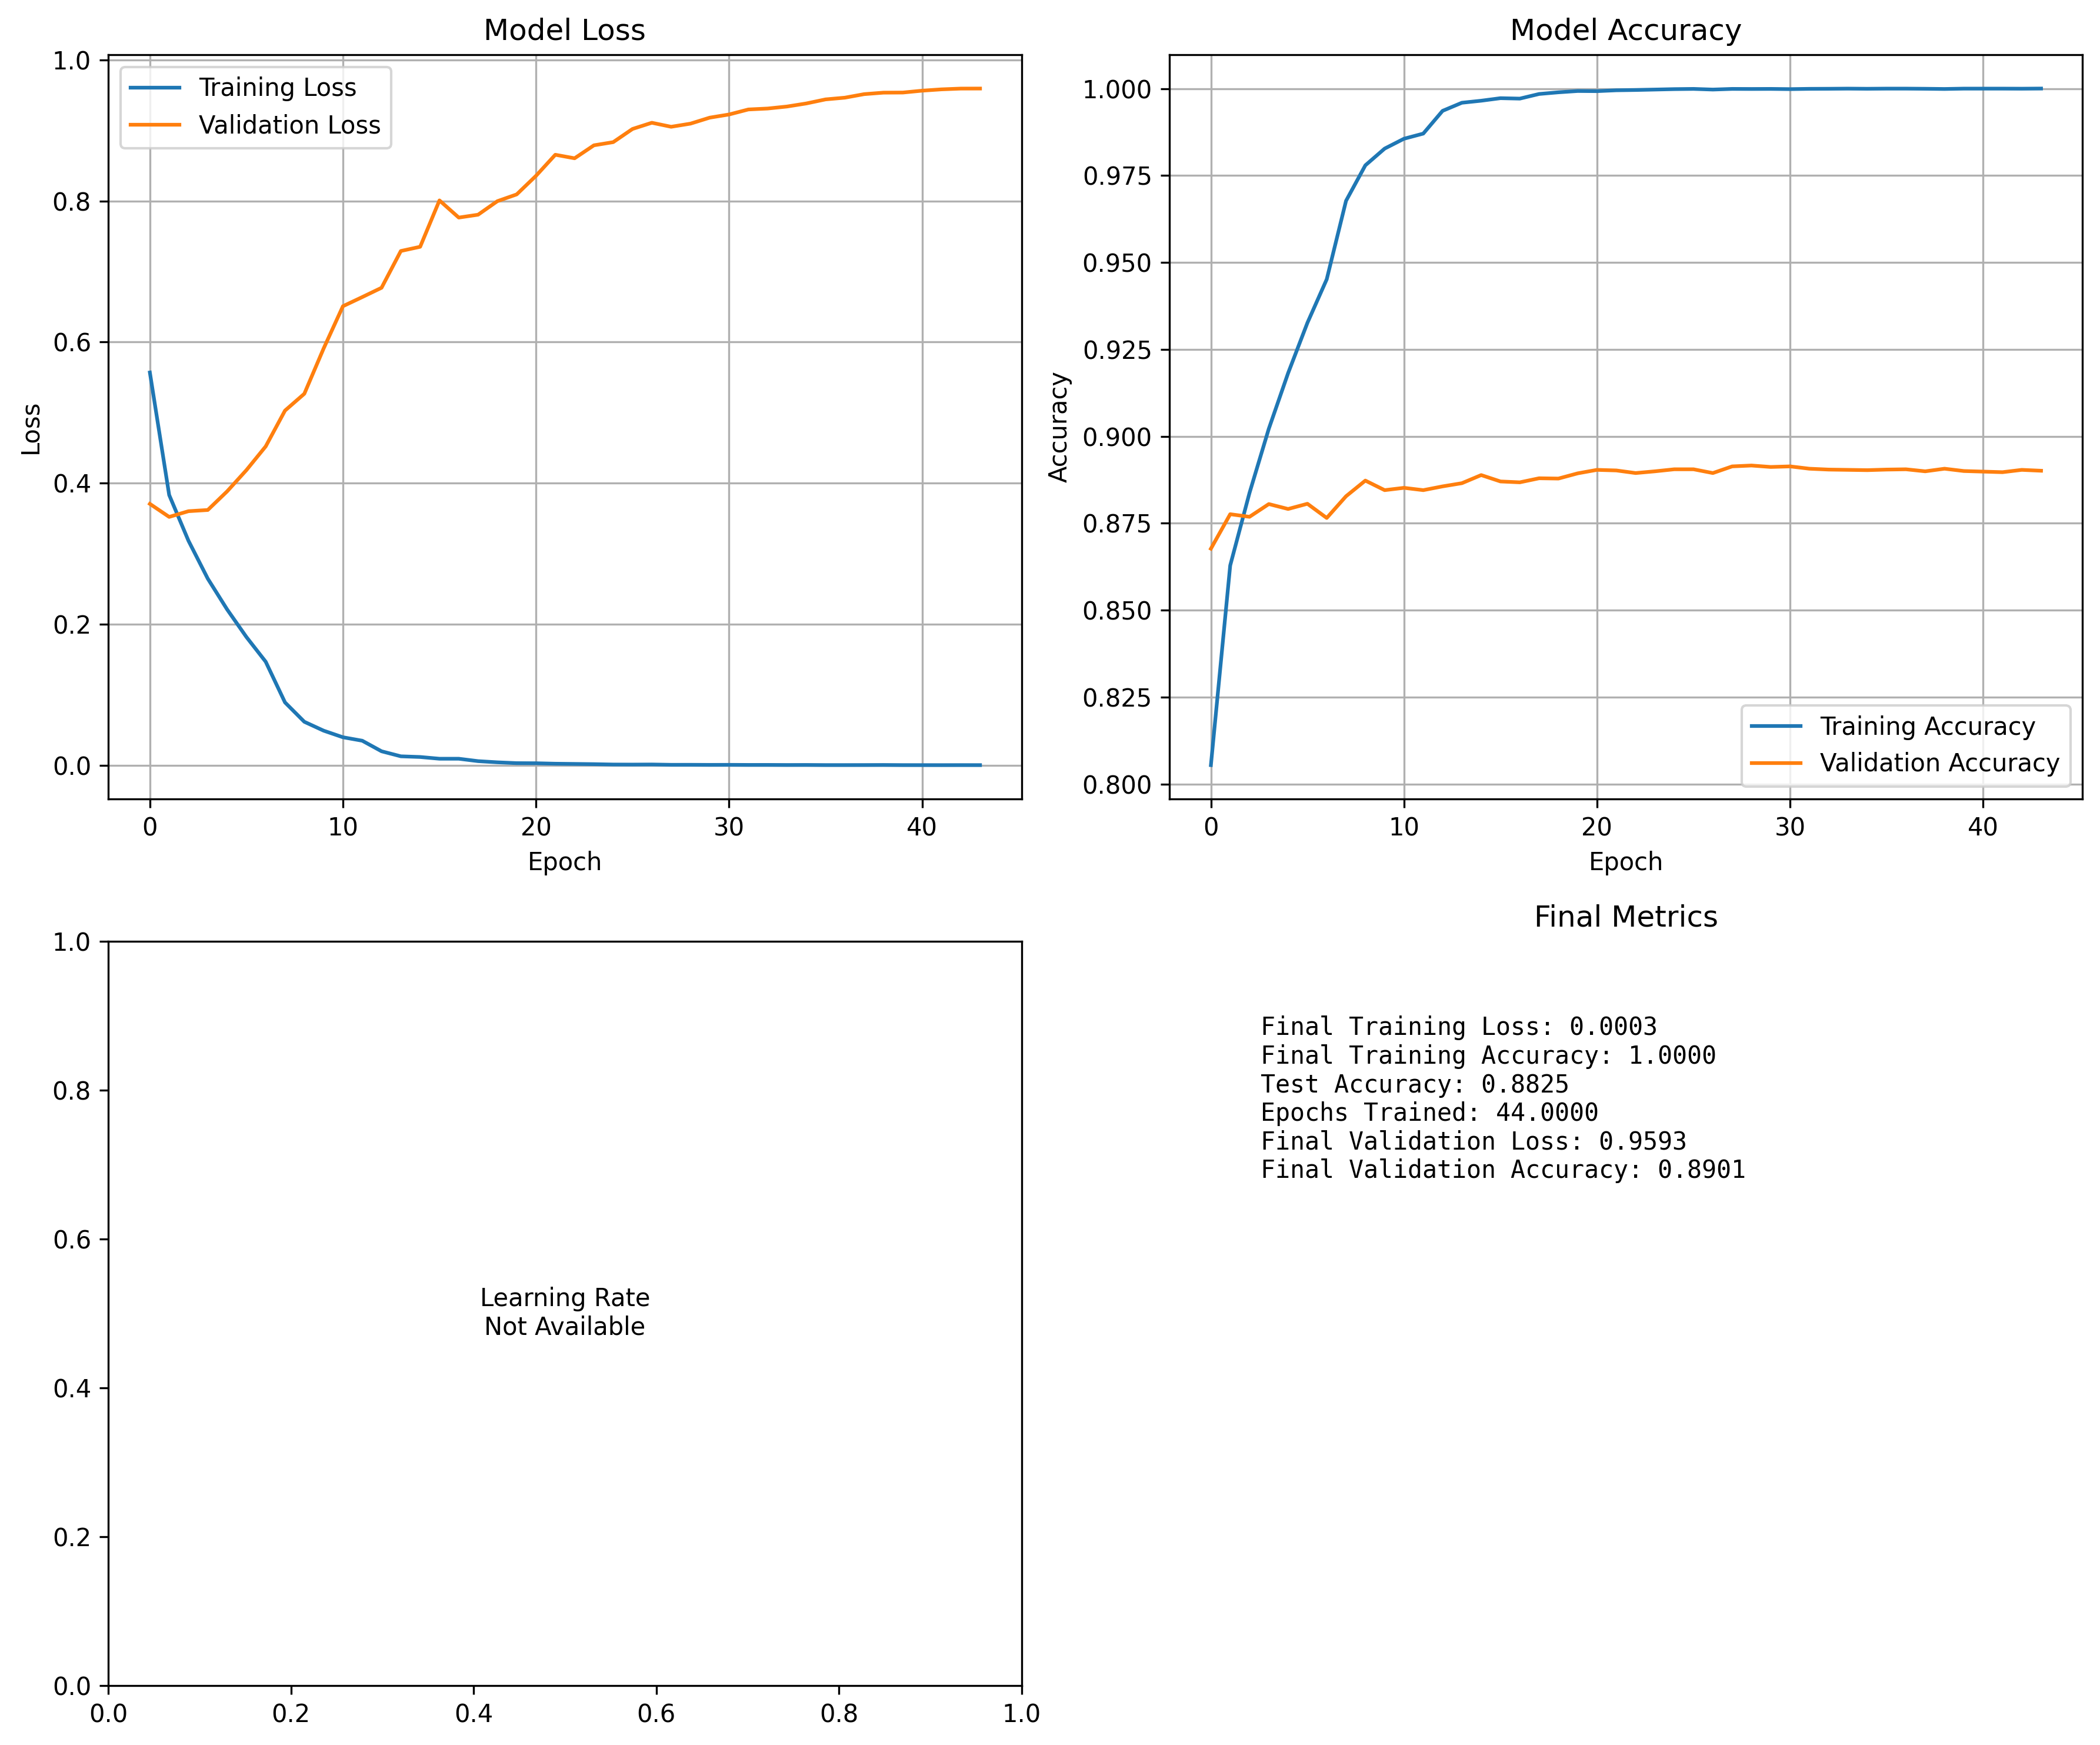 Model Loss
1.0
0.8
0.6
0.4
0.2
0.0
Loss
Training Loss
Validation Loss
0 10 20 30 40
Epoch
Model Accuracy
1.000
0.975
0.950
0.925
0.900
0.875
0.850
0.825
0.800
Accuracy
Training Accuracy
Validation Accuracy
0 10 20 30 40
Epoch
1.0
0.8
0.6
0.4
0.2
0.0
Learning Rate
Not Available
0.0 0.2 0.4 0.6 0.8 1.0
Final Metrics
Final Training Loss: 0.0003
Final Training Accuracy: 1.0000
Test Accuracy: 0.8825
Epochs Trained: 44.0000
Final Validation Loss: 0.9593
Final Validation Accuracy: 0.8901